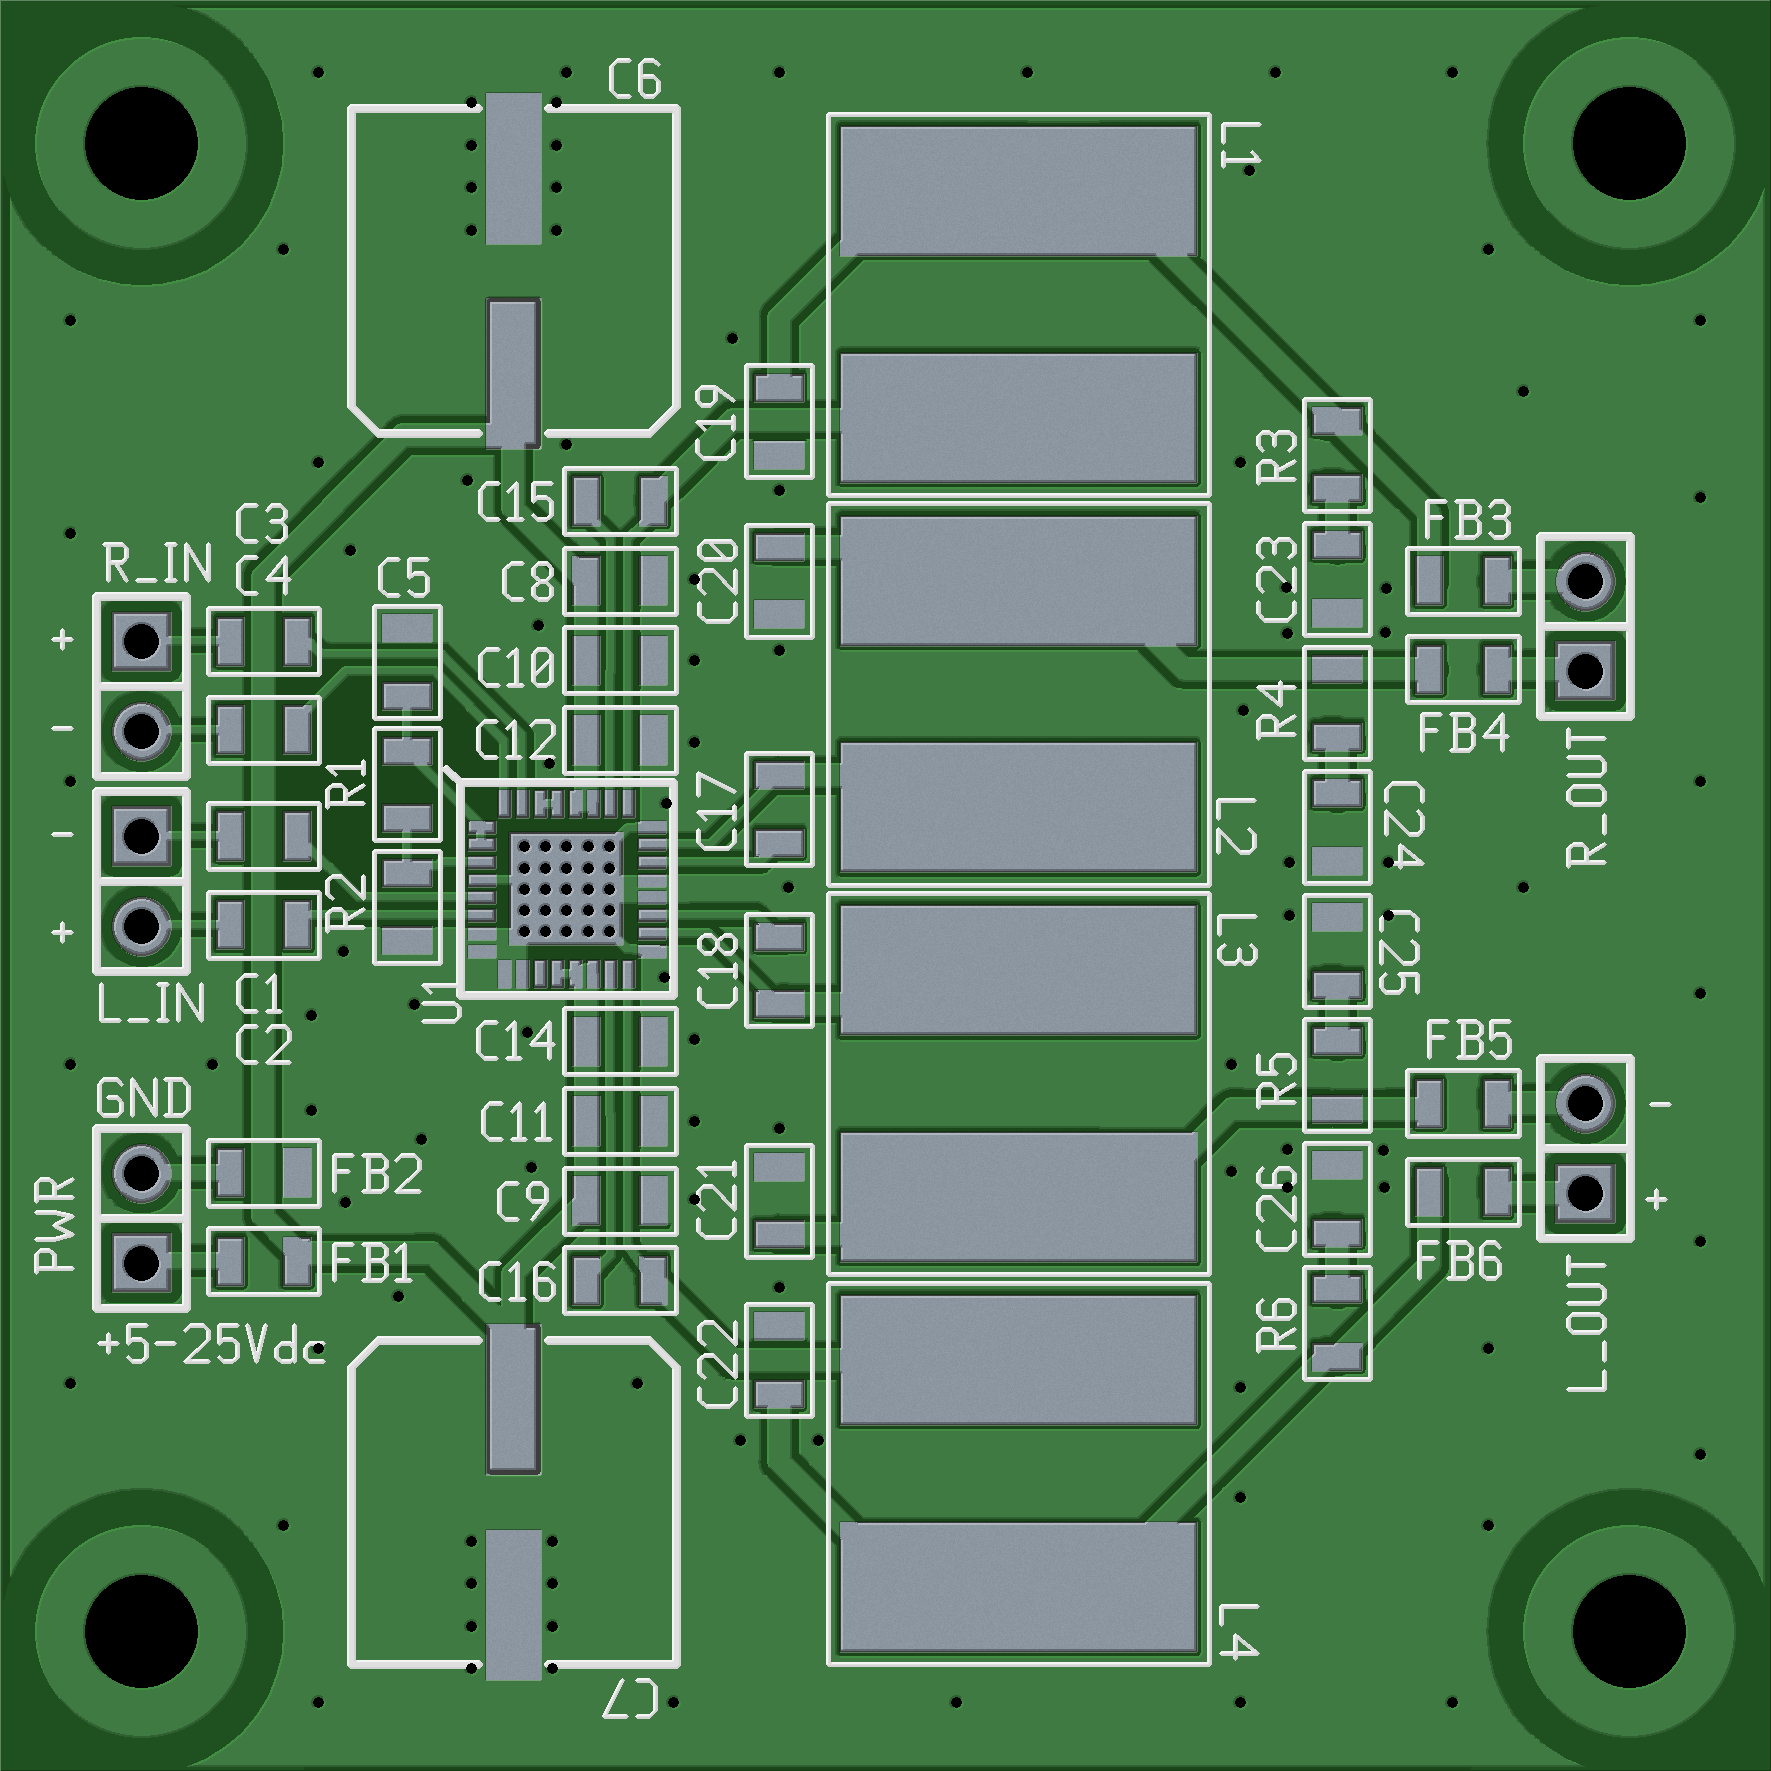 C6
L1
C19
R3
C15
C3
FB3
R_IN
C4
C5
C8
C20
C23
+
C10
R4
-
C12
FB4
R1
C17
C24
R_OUT
L2
-
R2
+
C18
L3
C25
L_IN
C1
U1
C2
C14
FB5
R5
GND
C11
-
FB2
C9
C21
C26
+
PWR
FB1
C16
FB6
+5-25Vdc
C22
R6
L_OUT
L4
C7